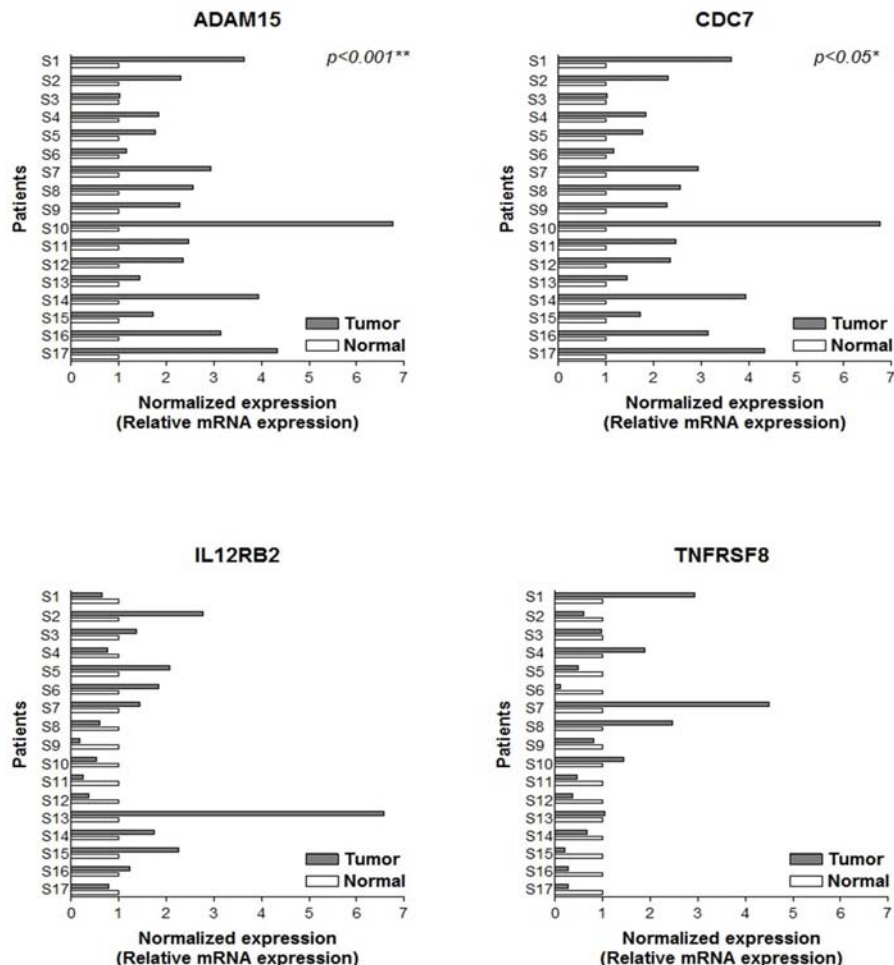 ADAM15
p<0.001**
Patients
S1
S2
S3
S4
S5
S6
S7
S8
S9
S10
S11
S12
S13
S14
S15
S16
S17
Tumor
Normal
0 1 2 3 4 5 6 7
Normalized expression
(Relative mRNA expression)
CDC7
p<0.05*
Patients
S1
S2
S3
S4
S5
S6
S7
S8
S9
S10
S11
S12
S13
S14
S15
S16
S17
Tumor
Normal
0 1 2 3 4 5 6 7
Normalized expression
(Relative mRNA expression)
IL12RB2
Patients
S1
S2
S3
S4
S5
S6
S7
S8
S9
S10
S11
S12
S13
S14
S15
S16
S17
Tumor
Normal
0 1 2 3 4 5 6 7
Normalized expression
(Relative mRNA expression)
TNFRSF8
Patients
S1
S2
S3
S4
S5
S6
S7
S8
S9
S10
S11
S12
S13
S14
S15
S16
S17
Tumor
Normal
0 1 2 3 4 5 6 7
Normalized expression
(Relative mRNA expression)